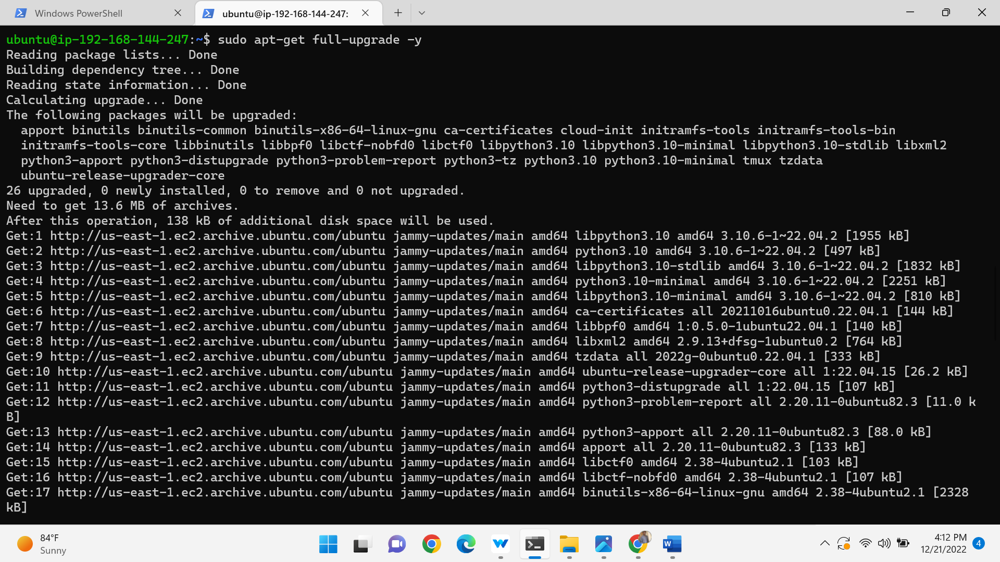 Windows PowerShell
ubuntu@ip-192-168-144-247:
ubuntu@ip-192-168-144-247:~$ sudo apt-get full-upgrade -y
Reading package lists... Done
Building dependency tree... Done
Reading state information... Done
Calculating upgrade... Done
The following packages will be upgraded:
  apport binutils binutils-common binutils-x86-64-linux-gnu ca-certificates cloud-init initramfs-tools initramfs-tools-bin
  initramfs-tools-core libbinutils libbpf0 libctf-nobfd0 libctf0 libpython3.10 libpython3.10-minimal libpython3.10-stdlib libxml2
  python3-apport python3-distupgrade python3-problem-report python3-tz python3.10 python3.10-minimal tmux tzdata
  ubuntu-release-upgrader-core
26 upgraded, 0 newly installed, 0 to remove and 0 not upgraded.
Need to get 13.6 MB of archives.
After this operation, 138 kB of additional disk space will be used.
Get:1 http://us-east-1.ec2.archive.ubuntu.com/ubuntu jammy-updates/main amd64 libpython3.10 amd64 3.10.6-1~22.04.2 [1955 kB]
Get:2 http://us-east-1.ec2.archive.ubuntu.com/ubuntu jammy-updates/main amd64 python3.10 amd64 3.10.6-1~22.04.2 [497 kB]
Get:3 http://us-east-1.ec2.archive.ubuntu.com/ubuntu jammy-updates/main amd64 libpython3.10-stdlib amd64 3.10.6-1~22.04.2 [1832 kB]
Get:4 http://us-east-1.ec2.archive.ubuntu.com/ubuntu jammy-updates/main amd64 python3.10-minimal amd64 3.10.6-1~22.04.2 [2251 kB]
Get:5 http://us-east-1.ec2.archive.ubuntu.com/ubuntu jammy-updates/main amd64 libpython3.10-minimal amd64 3.10.6-1~22.04.2 [810 kB]
Get:6 http://us-east-1.ec2.archive.ubuntu.com/ubuntu jammy-updates/main amd64 ca-certificates all 20211016ubuntu0.22.04.1 [144 kB]
Get:7 http://us-east-1.ec2.archive.ubuntu.com/ubuntu jammy-updates/main amd64 libbpf0 amd64 1:0.5.0-1ubuntu22.04.1 [140 kB]
Get:8 http://us-east-1.ec2.archive.ubuntu.com/ubuntu jammy-updates/main amd64 libxml2 amd64 2.9.13+dfsg-1ubuntu0.2 [764 kB]
Get:9 http://us-east-1.ec2.archive.ubuntu.com/ubuntu jammy-updates/main amd64 tzdata all 2022g-0ubuntu0.22.04.1 [333 kB]
Get:10 http://us-east-1.ec2.archive.ubuntu.com/ubuntu jammy-updates/main amd64 ubuntu-release-upgrader-core all 1:22.04.15 [26.2 kB]
Get:11 http://us-east-1.ec2.archive.ubuntu.com/ubuntu jammy-updates/main amd64 python3-distupgrade all 1:22.04.15 [107 kB]
Get:12 http://us-east-1.ec2.archive.ubuntu.com/ubuntu jammy-updates/main amd64 python3-problem-report all 2.20.11-0ubuntu82.3 [11.0 k
B]
Get:13 http://us-east-1.ec2.archive.ubuntu.com/ubuntu jammy-updates/main amd64 python3-apport all 2.20.11-0ubuntu82.3 [88.0 kB]
Get:14 http://us-east-1.ec2.archive.ubuntu.com/ubuntu jammy-updates/main amd64 apport all 2.20.11-0ubuntu82.3 [133 kB]
Get:15 http://us-east-1.ec2.archive.ubuntu.com/ubuntu jammy-updates/main amd64 libctf0 amd64 2.38-4ubuntu2.1 [103 kB]
Get:16 http://us-east-1.ec2.archive.ubuntu.com/ubuntu jammy-updates/main amd64 libctf-nobfd0 amd64 2.38-4ubuntu2.1 [107 kB]
Get:17 http://us-east-1.ec2.archive.ubuntu.com/ubuntu jammy-updates/main amd64 binutils-x86-64-linux-gnu amd64 2.38-4ubuntu2.1 [2328
kB]
84°F
Sunny
W
4:12 PM
12/21/2022
4